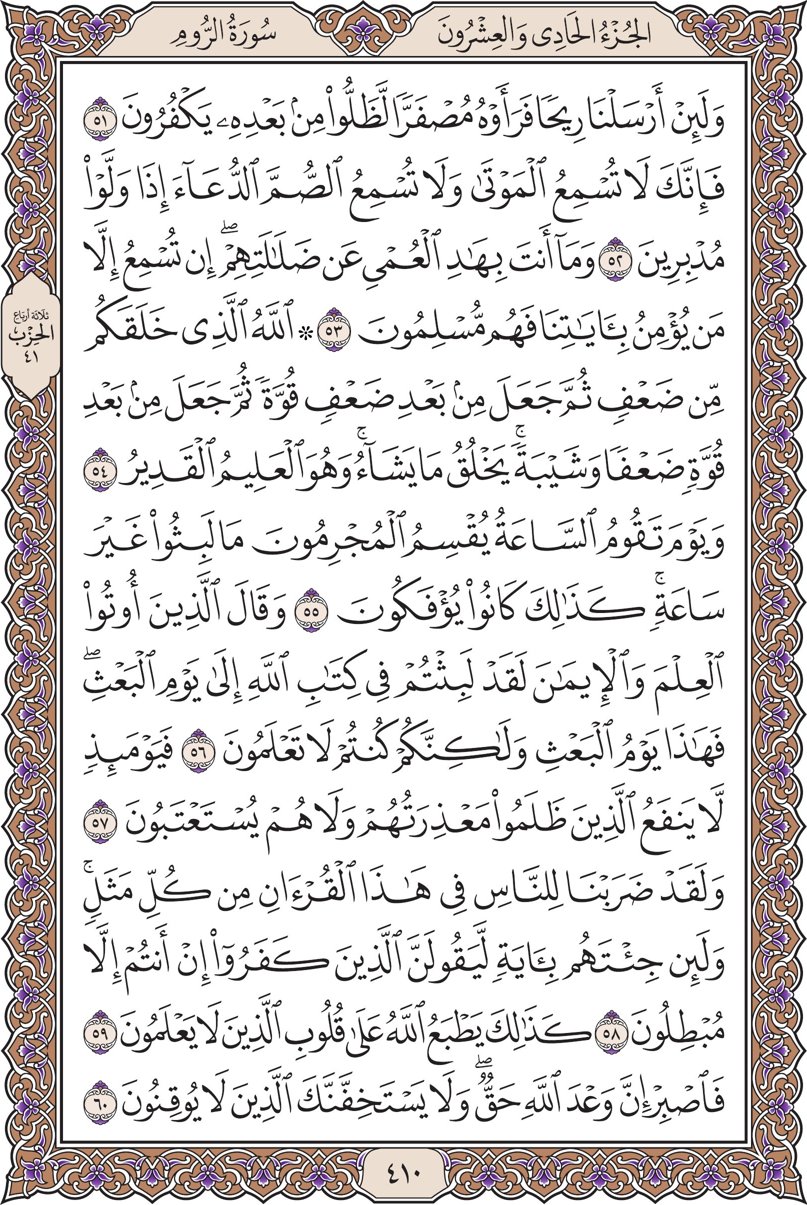 الجُزْءُ الحَادِى وَالعِشْرُونَ
سُورَةُ الرُّومِ
وَلَئِنۡ أَرۡسَلۡنَا رِيحٗا فَرَأَوۡهُ مُصۡفَرّٗا لَّظَلُّواْ مِنۢ بَعۡدِهِۦ يَكۡفُرُونَ ٥١
فَإِنَّكَ لَا تُسۡمِعُ ٱلۡمَوۡتَىٰ وَلَا تُسۡمِعُ ٱلصُّمَّ ٱلدُّعَآءَ إِذَا وَلَّوۡاْ
مُدۡبِرِينَ ٥٢ وَمَآ أَنتَ بِهَٰدِ ٱلۡعُمۡيِ عَن ضَلَٰلَتِهِمۡۖ إِن تُسۡمِعُ إِلَّا
مَن يُؤۡمِنُ بِـَٔايَٰتِنَا فَهُم مُّسۡلِمُونَ ٥٣ ۞ ٱللَّهُ ٱلَّذِي خَلَقَكُم
مِّن ضَعۡفٖ ثُمَّ جَعَلَ مِنۢ بَعۡدِ ضَعۡفٖ قُوَّةٗ ثُمَّ جَعَلَ مِنۢ بَعۡدِ
قُوَّةٖ ضَعۡفٗا وَشَيۡبَةٗۚ يَخۡلُقُ مَا يَشَآءُۚ وَهُوَ ٱلۡعَلِيمُ ٱلۡقَدِيرُ ٥٤
وَيَوۡمَ تَقُومُ ٱلسَّاعَةُ يُقۡسِمُ ٱلۡمُجۡرِمُونَ مَا لَبِثُواْ غَيۡرَ
سَاعَةٖۚ كَذَٰلِكَ كَانُواْ يُؤۡفَكُونَ ٥٥ وَقَالَ ٱلَّذِينَ أُوتُواْ
ٱلۡعِلۡمَ وَٱلۡإِيمَٰنَ لَقَدۡ لَبِثۡتُمۡ فِي كِتَٰبِ ٱللَّهِ إِلَىٰ يَوۡمِ ٱلۡبَعۡثِۖ
فَهَٰذَا يَوۡمُ ٱلۡبَعۡثِ وَلَٰكِنَّكُمۡ كُنتُمۡ لَا تَعۡلَمُونَ ٥٦ فَيَوۡمَئِذٖ
لَّا يَنفَعُ ٱلَّذِينَ ظَلَمُواْ مَعۡذِرَتُهُمۡ وَلَا هُمۡ يُسۡتَعۡتَبُونَ ٥٧
وَلَقَدۡ ضَرَبۡنَا لِلنَّاسِ فِي هَٰذَا ٱلۡقُرۡءَانِ مِن كُلِّ مَثَلٖۚ
وَلَئِن جِئۡتَهُم بِـَٔايَةٖ لَّيَقُولَنَّ ٱلَّذِينَ كَفَرُوٓاْ إِنۡ أَنتُمۡ إِلَّا
مُبۡطِلُونَ ٥٨ كَذَٰلِكَ يَطۡبَعُ ٱللَّهُ عَلَىٰ قُلُوبِ ٱلَّذِينَ لَا يَعۡلَمُونَ ٥٩
فَٱصۡبِرۡ إِنَّ وَعۡدَ ٱللَّهِ حَقّٞۖ وَلَا يَسۡتَخِفَّنَّكَ ٱلَّذِينَ لَا يُوقِنُونَ ٦٠
ثلاثة أرباع
الحِزْب
٤١
٤١٠